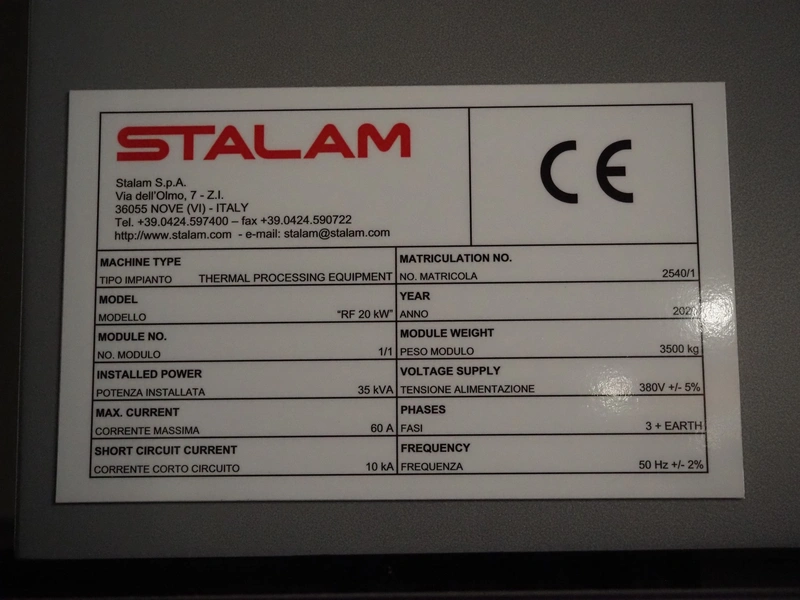 STALAM
CE
Stalam S.p.A.
Via dell'Olmo, 7 - Z.I.
36055 NOVE (VI) - ITALY
Tel. +39.0424.597400 – fax +39.0424.590722
http://www.stalam.com - e-mail: stalam@stalam.com
MACHINE TYPE
TIPO IMPIANTO THERMAL PROCESSING EQUIPMENT
MATRICULATION NO.
NO. MATRICOLA 2540/1
MODEL
MODELLO "RF 20 kW"
YEAR
ANNO
MODULE NO.
NO. MODULO 1/1
MODULE WEIGHT
PESO MODULO 3500 kg
INSTALLED POWER
POTENZA INSTALLATA 35 kVA
VOLTAGE SUPPLY
TENSIONE ALIMENTAZIONE 380V +/- 5%
MAX. CURRENT
CORRENTE MASSIMA 60 A
PHASES
FASI 3 + EARTH
SHORT CIRCUIT CURRENT
CORRENTE CORTO CIRCUITO 10 kA
FREQUENCY
FREQUENZA 50 Hz +/- 2%